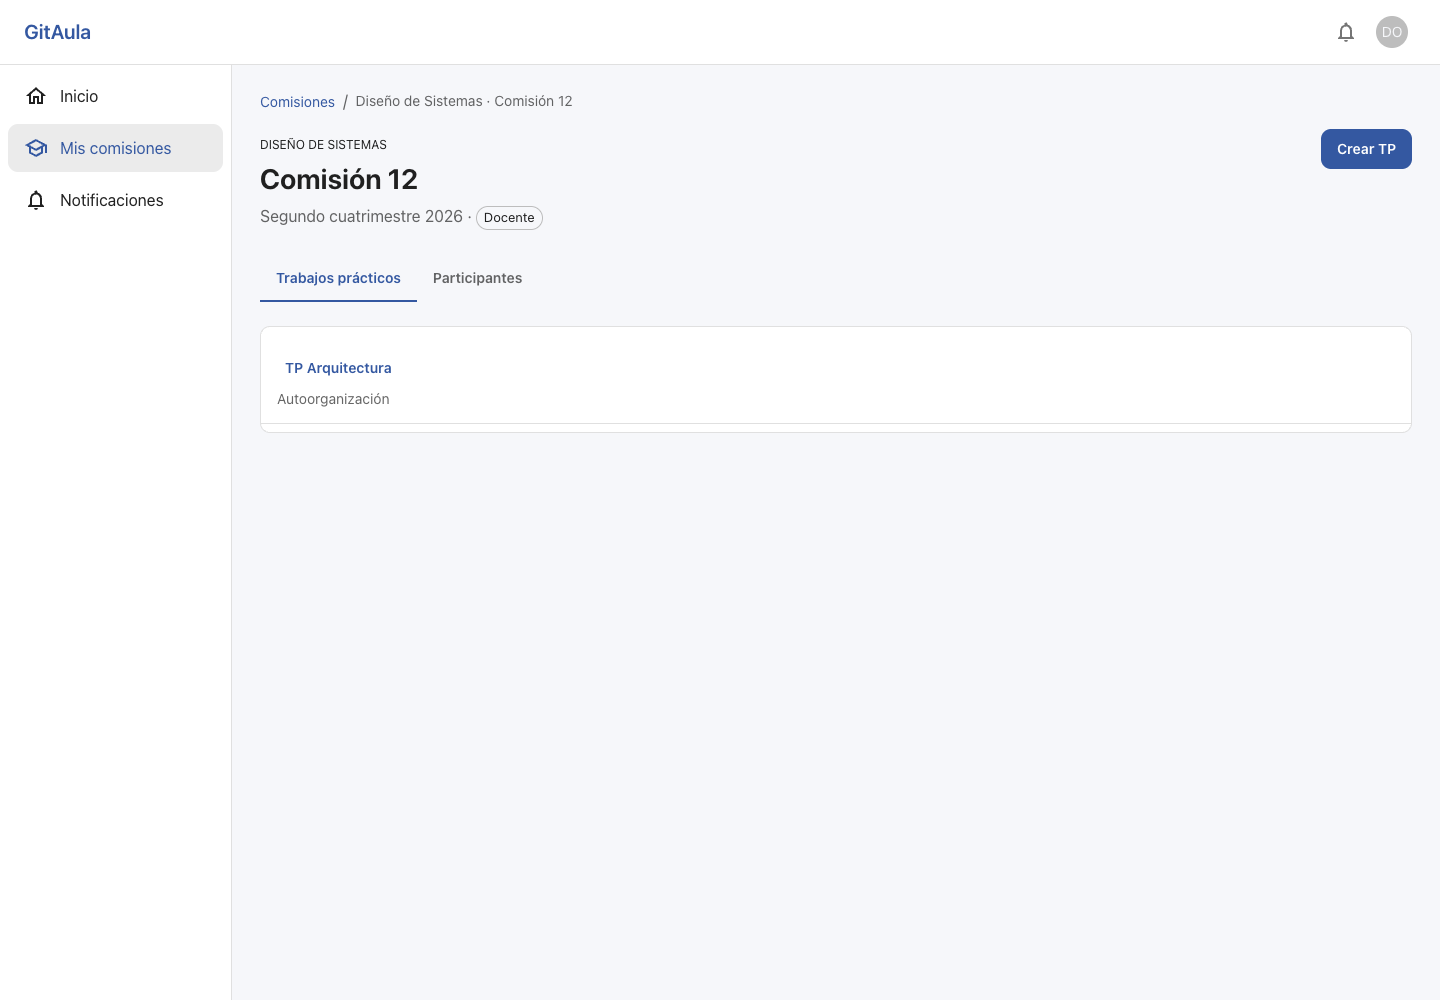 GitAula
DO
Inicio
Mis comisiones
Notificaciones
Comisiones / Diseño de Sistemas · Comisión 12
DISEÑO DE SISTEMAS
Crear TP
Comisión 12
Segundo cuatrimestre 2026 · Docente
Trabajos prácticos Participantes
TP Arquitectura
Autoorganización